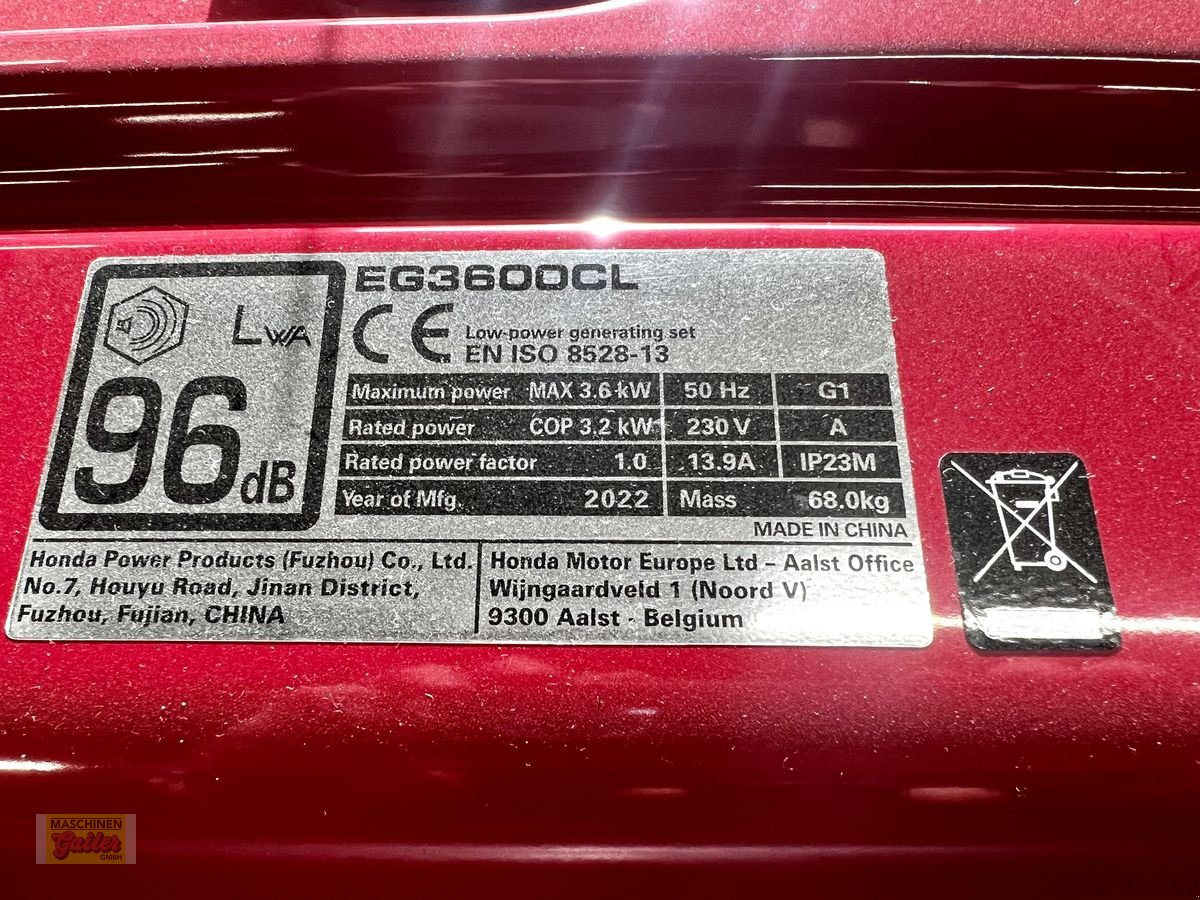 EG3600CL
LWA
96dB
CE
Low-power generating set
EN ISO 8528-13
Maximum power MAX 3.6 kW 50 Hz G1
Rated power COP 3.2 kW 230 V A
Rated power factor 1.0 13.9A IP23M
Year of Mfg. 2022 Mass 68.0kg
MADE IN CHINA
Honda Power Products (Fuzhou) Co., Ltd.
No.7, Houyu Road, Jinan District,
Fuzhou, Fujian, CHINA
Honda Motor Europe Ltd – Aalst Office
Wijngaardveld 1 (Noord V)
9300 Aalst - Belgium
MASCHINEN
Gailer
GMBH